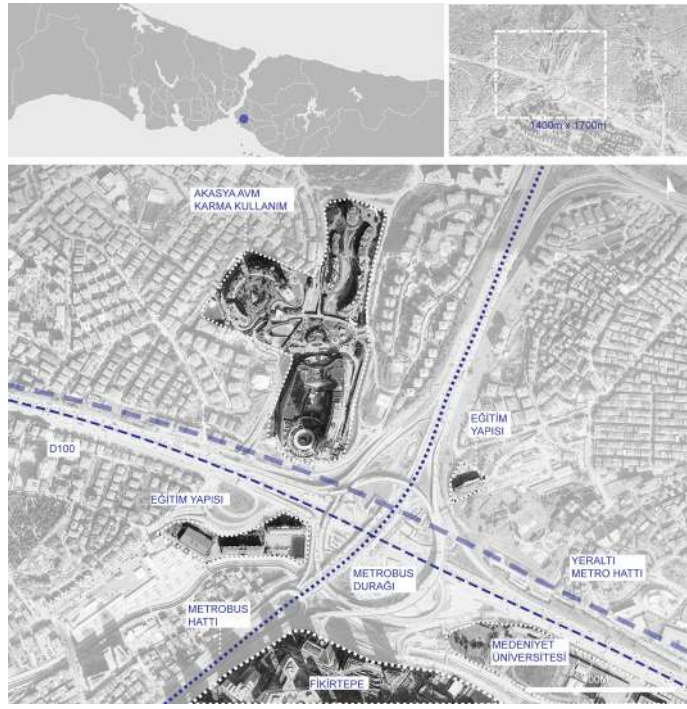 1400m x 1700m
AKASYA AVM
KARMA KULLANIM
EĞİTİM
YAPISI
D100
EĞİTİM YAPISI
YERALTI
METRO HATTI
METROBUS
DURAĞI
METROBUS
HATTI
MEDENİYET
ÜNİVERSİTESİ
FİKİRTEPE